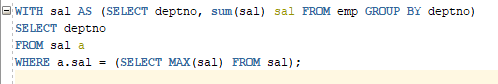 WITH sal AS (SELECT deptno, sum(sal) sal FROM emp GROUP BY deptno)
SELECT deptno
FROM sal a
WHERE a.sal = (SELECT MAX(sal) FROM sal);